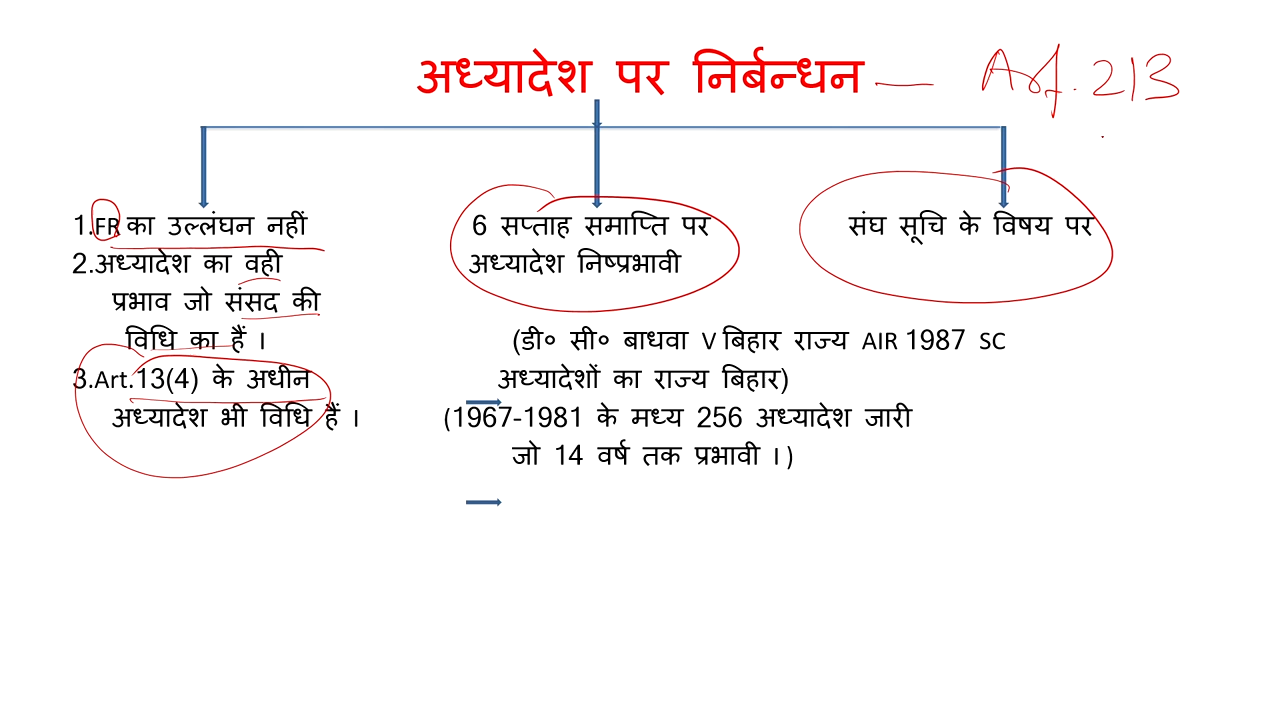 अध्यादेश पर निर्बन्धन — Art. 213
1.FR का उल्लंघन नहीं
2.अध्यादेश का वही
प्रभाव जो संसद की
विधि का हैं ।
3.Art.13(4) के अधीन
अध्यादेश भी विधि हैं ।
6 सप्ताह समाप्ति पर
अध्यादेश निष्प्रभावी
(डी० सी० बाधवा V बिहार राज्य AIR 1987 SC
अध्यादेशों का राज्य बिहार)
(1967-1981 के मध्य 256 अध्यादेश जारी
जो 14 वर्ष तक प्रभावी ।)
संघ सूचि के विषय पर